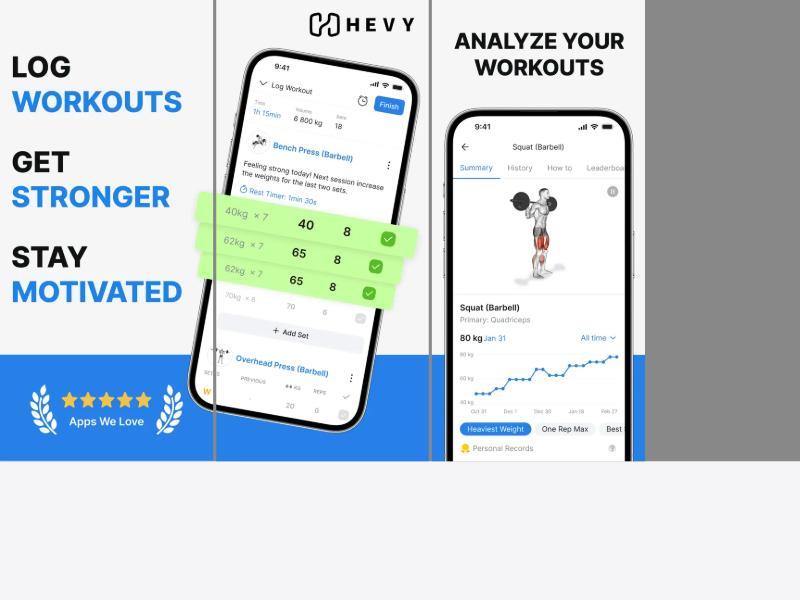 LOG
WORKOUTS
GET
STRONGER
STAY
MOTIVATED
Apps We Love
HEVY
9:41
Log Workout
Finish
Time
Volume
Sets
1h 15min
6 800 kg
18
Bench Press (Barbell)
Feeling strong today! Next session increase
the weights for the last two sets.
Rest Timer: 1min 30s
40kg × 7 40 8
62kg × 7 65 8
62kg × 7 65 8
70kg × 6 70 6
+ Add Set
Overhead Press (Barbell)
PREVIOUS KG REPS
W - 20 6
ANALYZE YOUR
WORKOUTS
9:41
Squat (Barbell)
Summary History How to Leaderboa
Squat (Barbell)
Primary: Quadriceps
80 kg Jan 31 All time
80 kg
60 kg
40 kg
Oct 31 Dec 1 Dec 30 Jan 18 Feb 27
Heaviest Weight One Rep Max Best
Personal Records